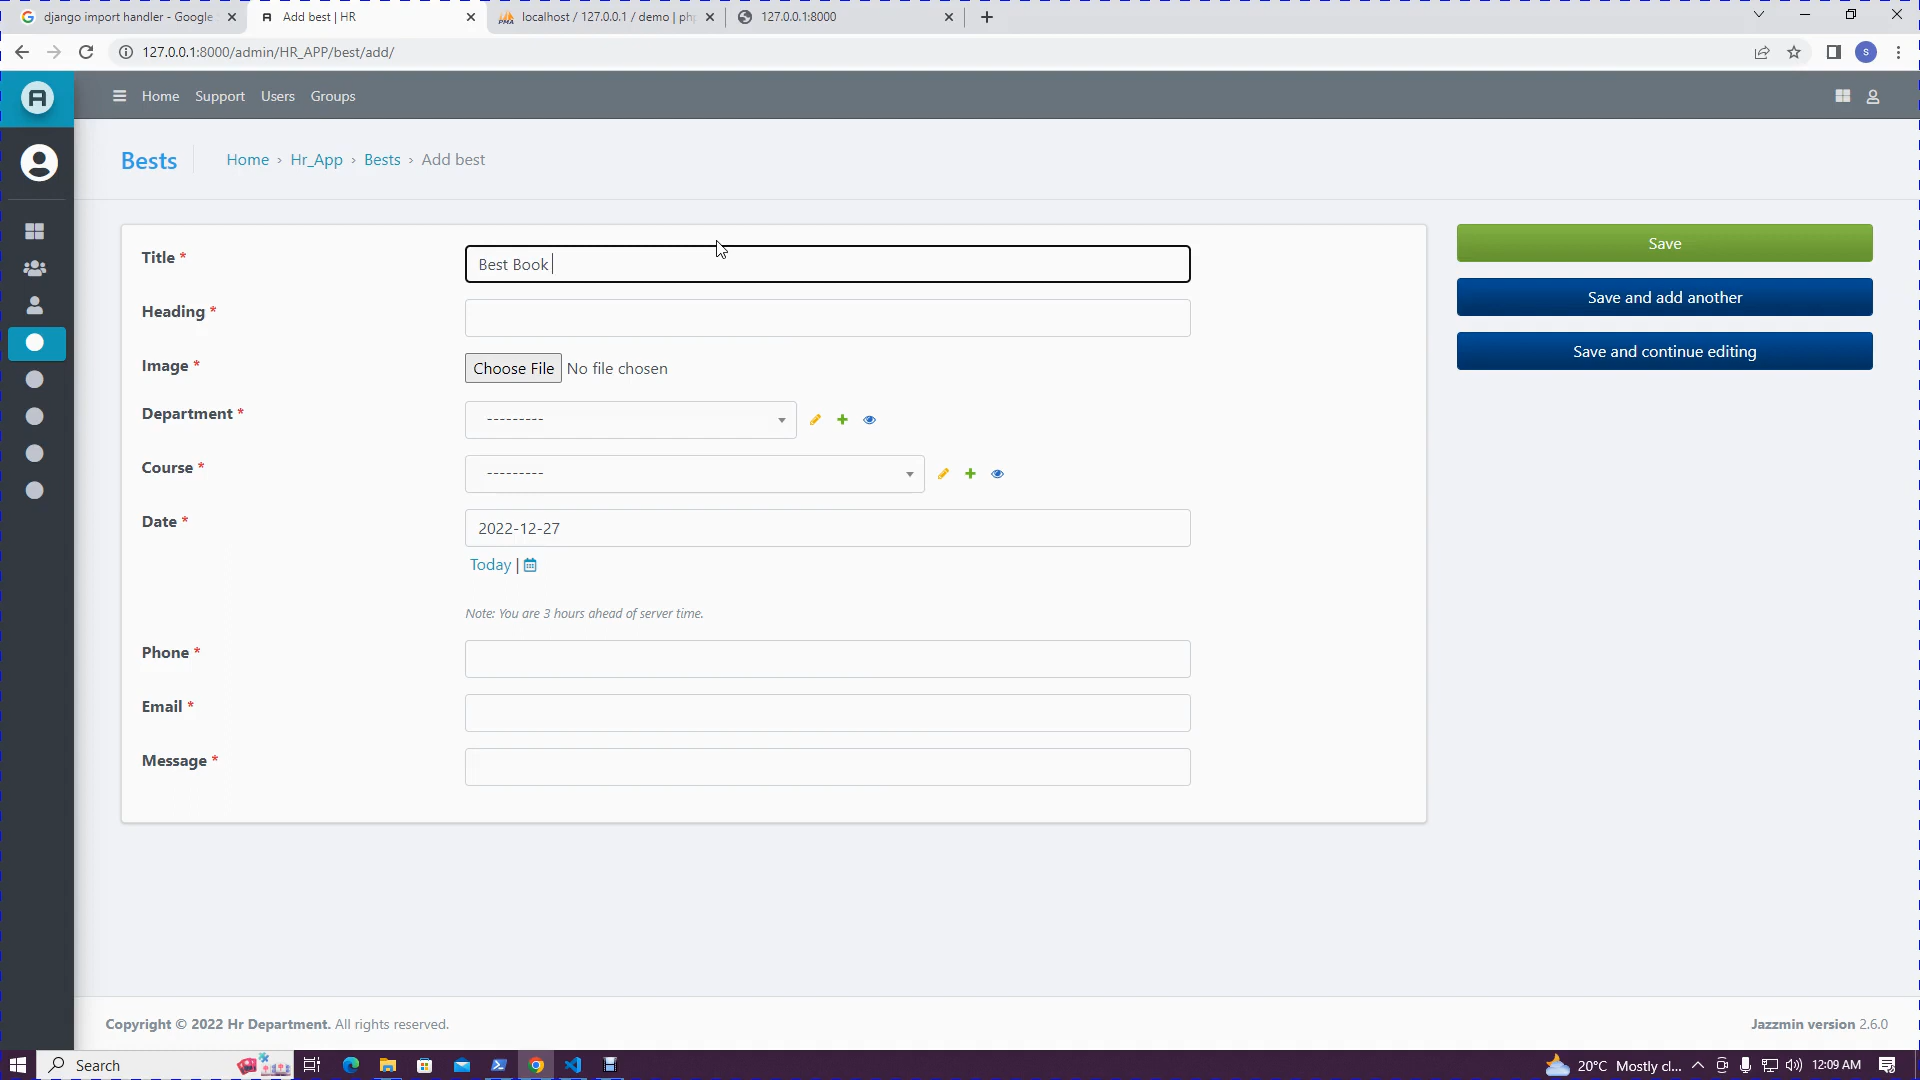 django import handler - Google
Add best | HR
localhost / 127.0.0.1 / demo | ph
127.0.0.1:8000
127.0.0.1:8000/admin/HR_APP/best/add/
S
Home Support Users Groups
Bests
Home › Hr_App › Bests › Add best
Title *
Best Book
Save
Heading *
Save and add another
Image *
Choose File No file chosen
Save and continue editing
Department *
---------
Course *
---------
Date *
2022-12-27
Today |
Note: You are 3 hours ahead of server time.
Phone *
Email *
Message *
Copyright © 2022 Hr Department. All rights reserved.
Jazzmin version 2.6.0
Search
20°C Mostly cl... 12:09 AM